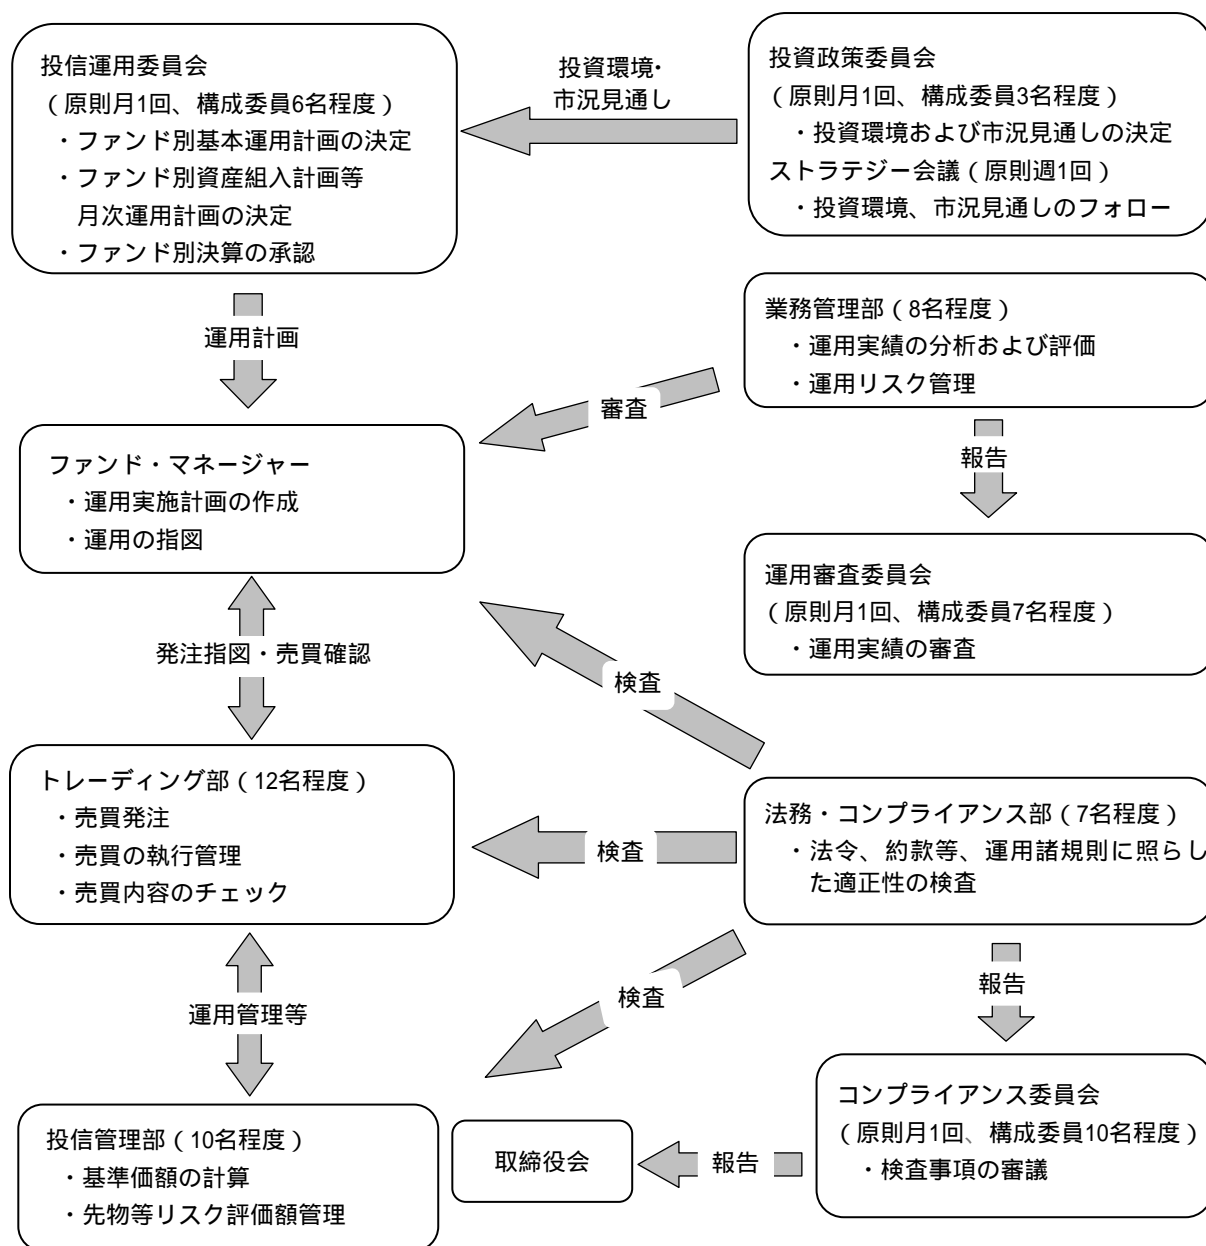 投信運用委員会
（原則月1回、構成委員6名程度）
・ファンド別基本運用計画の決定
・ファンド別資産組入計画等
月次運用計画の決定
・ファンド別決算の承認
投資環境・
市況見通し
投資政策委員会
（原則月1回、構成委員3名程度）
・投資環境および市況見通しの決定
ストラテジー会議（原則週1回）
・投資環境、市況見通しのフォロー
運用計画
業務管理部（8名程度）
・運用実績の分析および評価
・運用リスク管理
審査
報告
ファンド・マネージャー
・運用実施計画の作成
・運用の指図
運用審査委員会
（原則月1回、構成委員7名程度）
・運用実績の審査
発注指図・売買確認
検査
トレーディング部（12名程度）
・売買発注
・売買の執行管理
・売買内容のチェック
検査
法務・コンプライアンス部（7名程度）
・法令、約款等、運用諸規則に照らし
た適正性の検査
運用管理等
検査
報告
投信管理部（10名程度）
・基準価額の計算
・先物等リスク評価額管理
取締役会
報告
コンプライアンス委員会
（原則月1回、構成委員10名程度）
・検査事項の審議